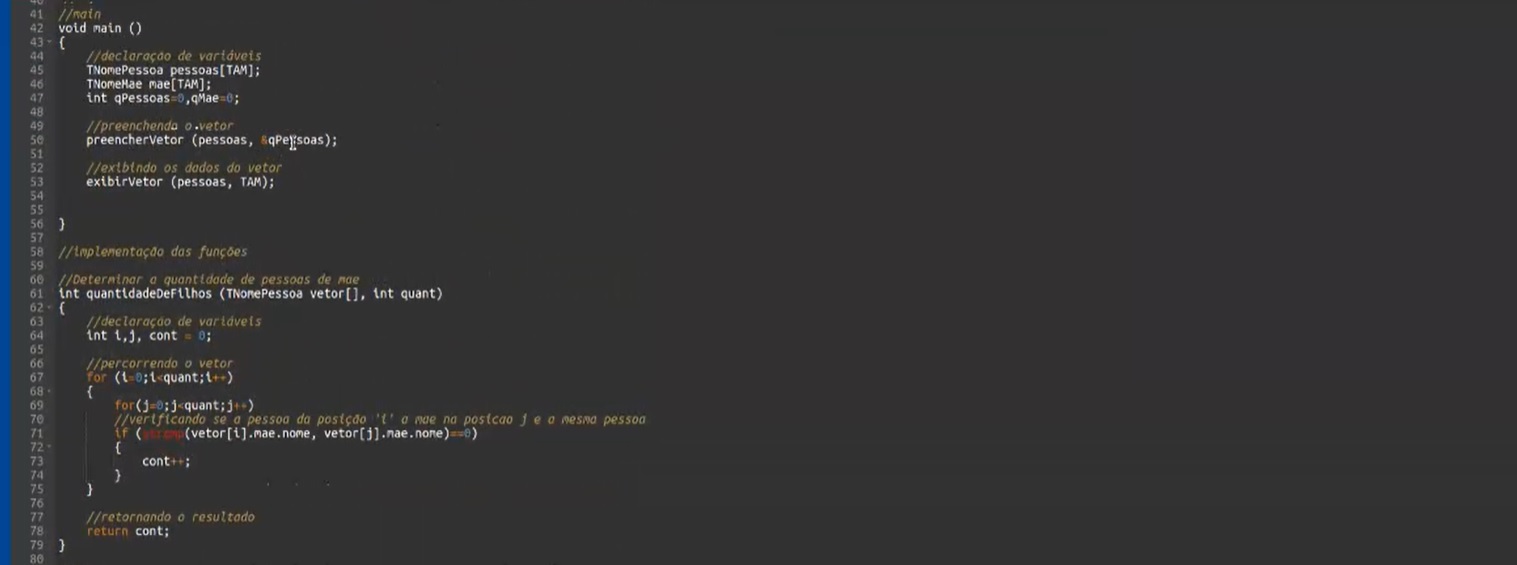 41 //main
42 void main ()
43 {
44 //declaração de variáveis
45 TNomePessoa pessoas[TAM];
46 TNomeMae mae[TAM];
47 int qPessoas=0,qMae=0;
48
49 //preenchendo o vetor
50 preencherVetor (pessoas, &qPessoas);
51
52 //exibindo os dados do vetor
53 exibirVetor (pessoas, TAM);
54
55
56 }
57
58 //implementação das funções
59
60 //Determinar a quantidade de pessoas de mae
61 int quantidadeDeFilhos (TNomePessoa vetor[], int quant)
62 {
63 //declaração de variáveis
64 int i,j, cont = 0;
65
66 //percorrendo o vetor
67 for (i=0;i<quant;i++)
68 {
69 for(j=0;j<quant;j++)
70 //verificando se a pessoa da posição 'i' a mae na posicao j e a mesma pessoa
71 if (strcmp(vetor[i].mae.nome, vetor[j].mae.nome)==0)
72 {
73 cont++;
74 }
75 }
76
77 //retornando o resultado
78 return cont;
79 }
80